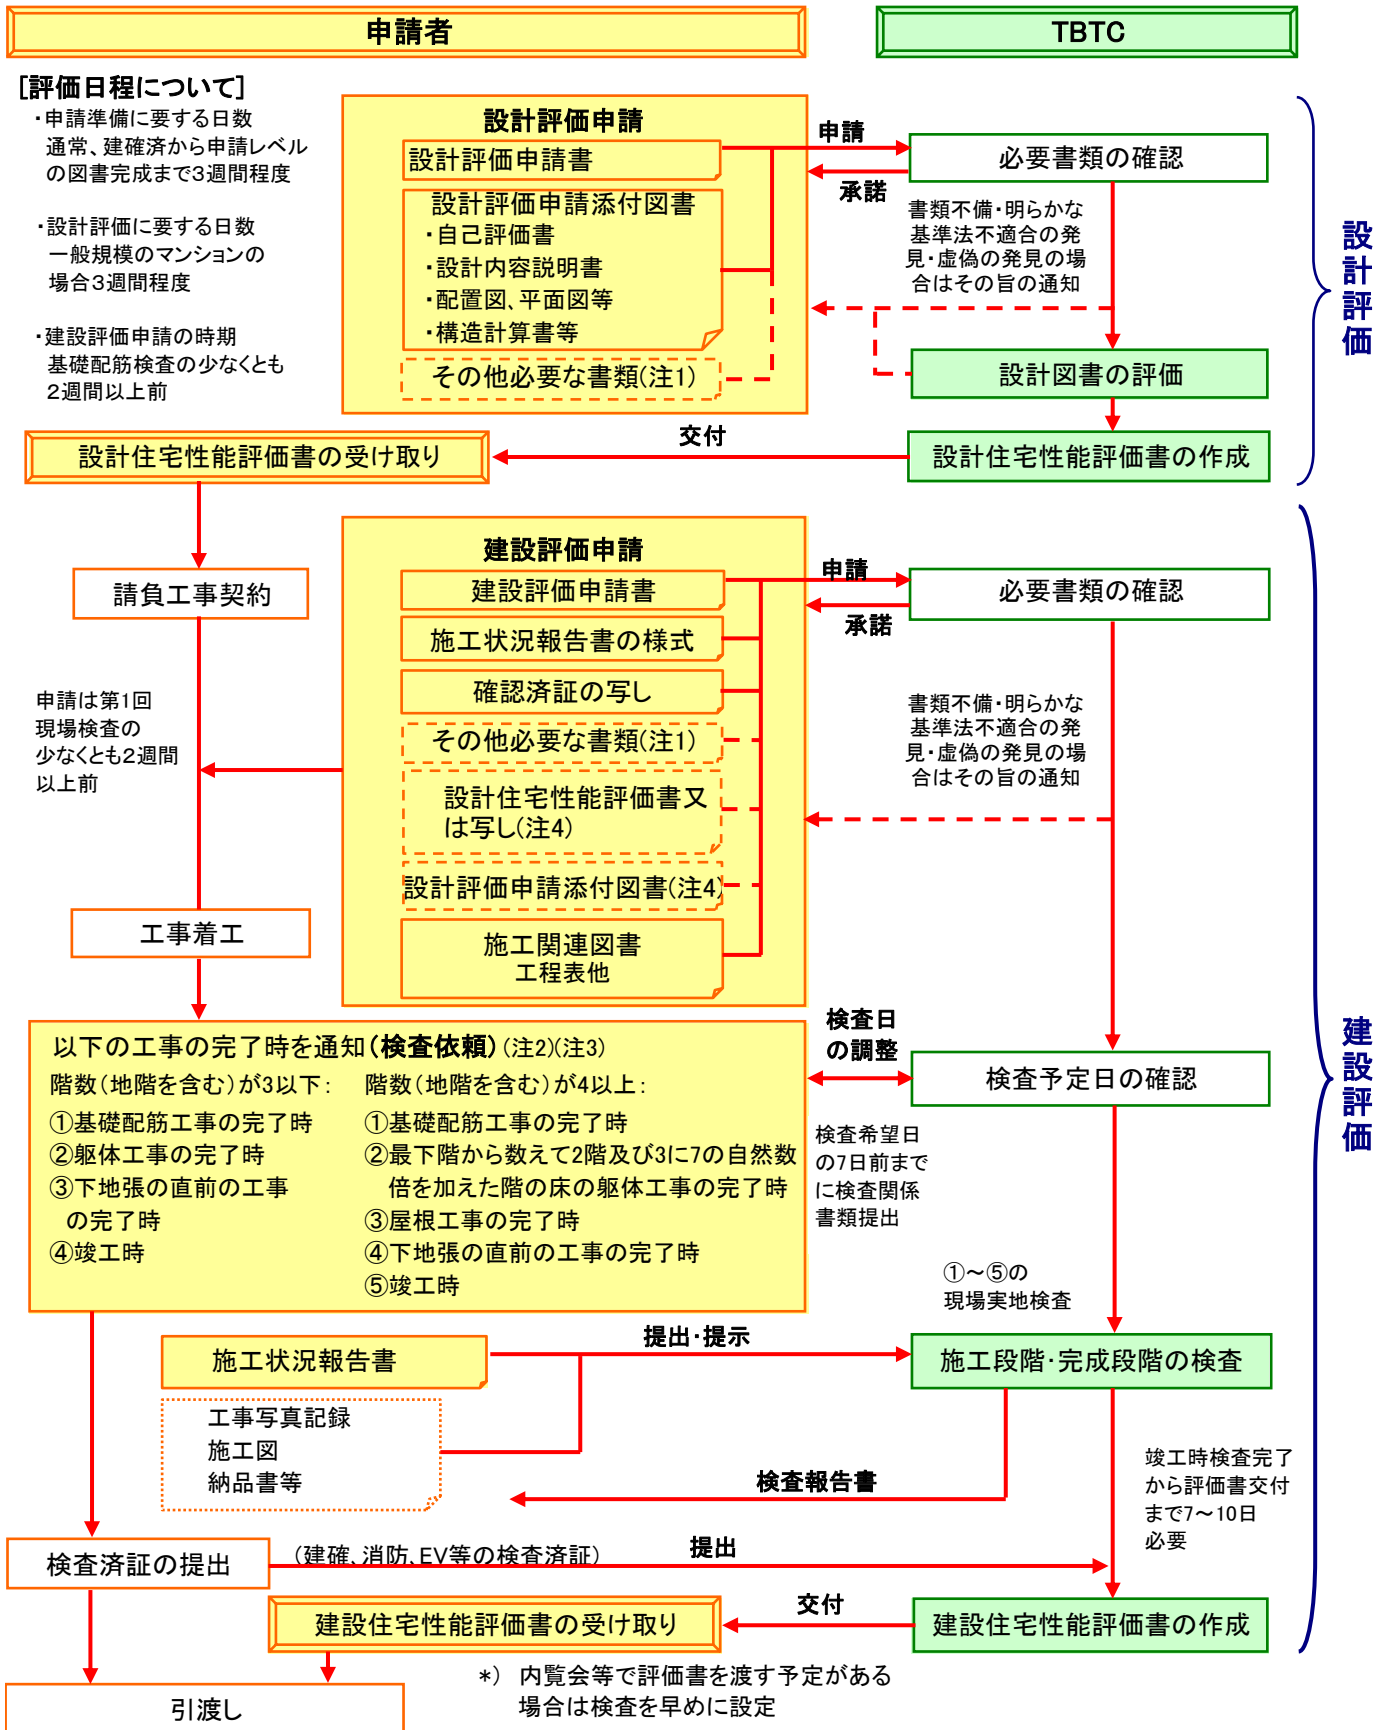 申請者
TBTC
[評価日程について]
・申請準備に要する日数
通常、建確済から申請レベル
の図書完成まで3週間程度
・設計評価に要する日数
一般規模のマンションの
場合3週間程度
・建設評価申請の時期
基礎配筋検査の少なくとも
2週間以上前
設計評価申請
設計評価申請書
設計評価申請添付図書
・自己評価書
・設計内容説明書
・配置図、平面図等
・構造計算書等
その他必要な書類(注1)
申請
承諾
必要書類の確認
書類不備・明らかな
基準法不適合の発
見・虚偽の発見の場
合はその旨の通知
設計図書の評価
設計評価
交付
設計住宅性能評価書の受け取り
設計住宅性能評価書の作成
請負工事契約
申請は第1回
現場検査の
少なくとも2週間
以上前
工事着工
建設評価申請
建設評価申請書
施工状況報告書の様式
確認済証の写し
その他必要な書類(注1)
設計住宅性能評価書又
は写し(注4)
設計評価申請添付図書(注4)
施工関連図書
工程表他
申請
承諾
必要書類の確認
書類不備・明らかな
基準法不適合の発
見・虚偽の発見の場
合はその旨の通知
建設評価
以下の工事の完了時を通知(検査依頼)(注2)(注3)
階数(地階を含む)が3以下:
①基礎配筋工事の完了時
②躯体工事の完了時
③下地張の直前の工事
の完了時
④竣工時
階数(地階を含む)が4以上:
①基礎配筋工事の完了時
②最下階から数えて2階及び3に7の自然数
倍を加えた階の床の躯体工事の完了時
③屋根工事の完了時
④下地張の直前の工事の完了時
⑤竣工時
検査日
の調整
検査予定日の確認
検査希望日
の7日前まで
に検査関係
書類提出
①～⑤の
現場実地検査
施工状況報告書
提出・提示
施工段階・完成段階の検査
工事写真記録
施工図
納品書等
検査報告書
竣工時検査完了
から評価書交付
まで7～10日
必要
検査済証の提出
(建確、消防、EV等の検査済証)
提出
建設住宅性能評価書の受け取り
交付
建設住宅性能評価書の作成
引渡し
*) 内覧会等で評価書を渡す予定がある
場合は検査を早めに設定